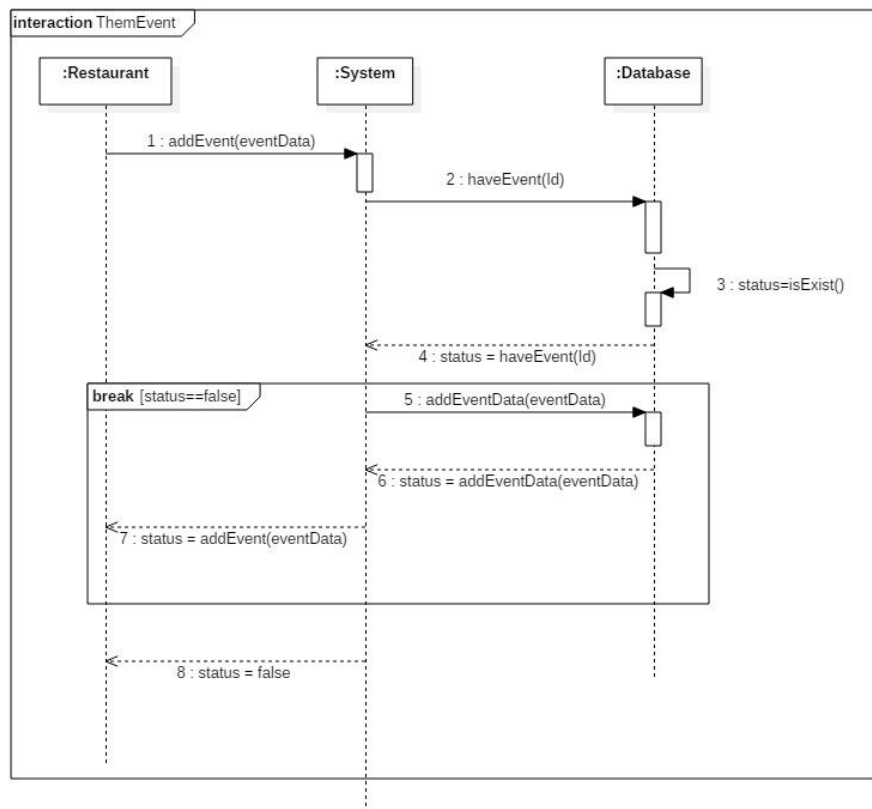 interaction ThemEvent
:Restaurant
:System
:Database
1 : addEvent(eventData)
2 : haveEvent(Id)
3 : status=isExist()
4 : status = haveEvent(Id)
break [status==false]
5 : addEventData(eventData)
6 : status = addEventData(eventData)
7 : status = addEvent(eventData)
8 : status = false